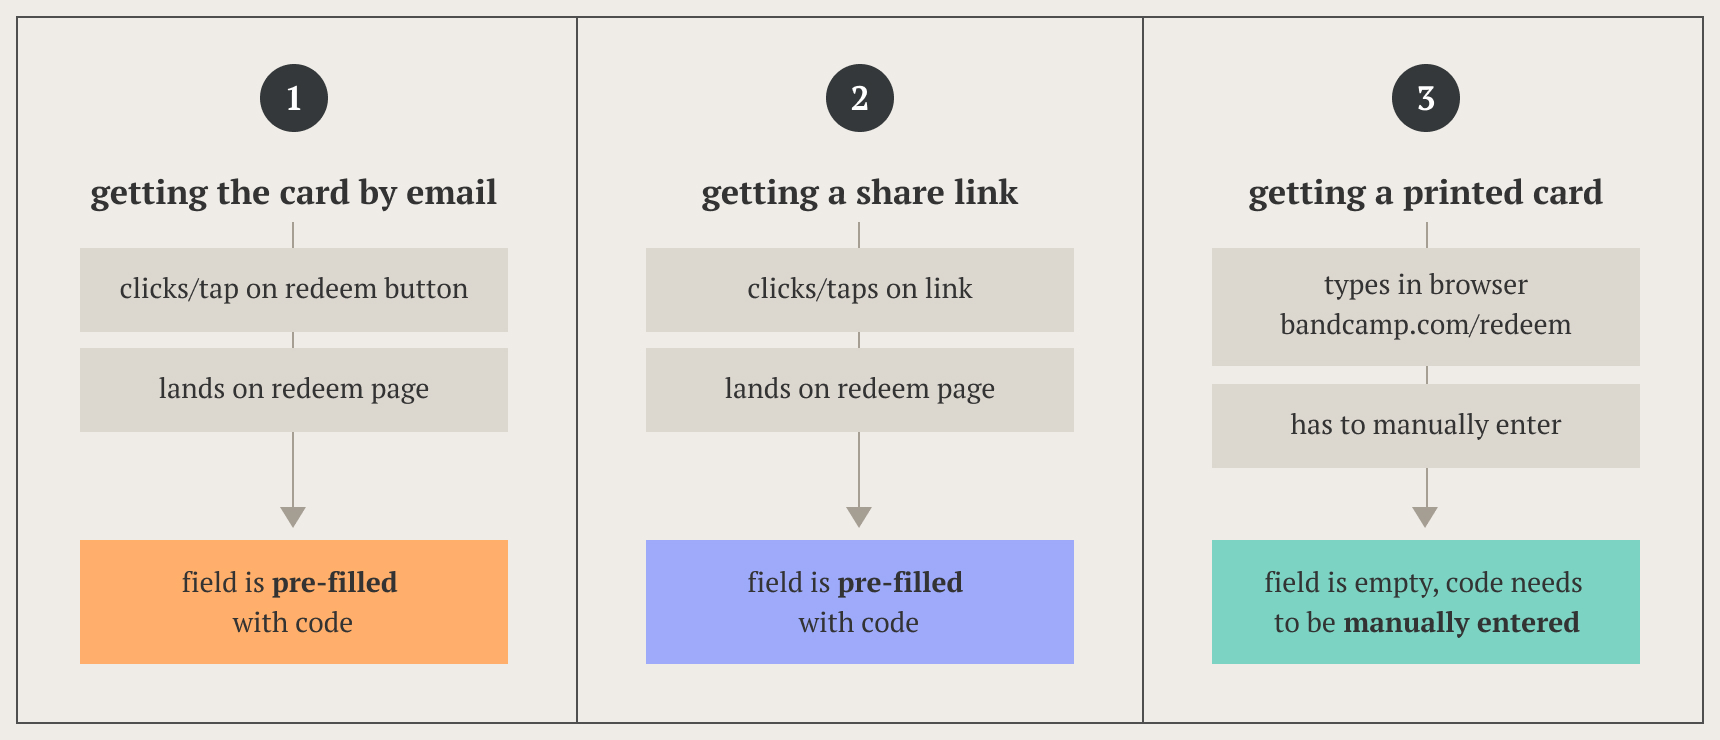 1
getting the card by email
clicks/tap on redeem button
lands on redeem page
field is pre-filled
with code
2
getting a share link
clicks/taps on link
lands on redeem page
field is pre-filled
with code
3
getting a printed card
types in browser
bandcamp.com/redeem
has to manually enter
field is empty, code needs
to be manually entered